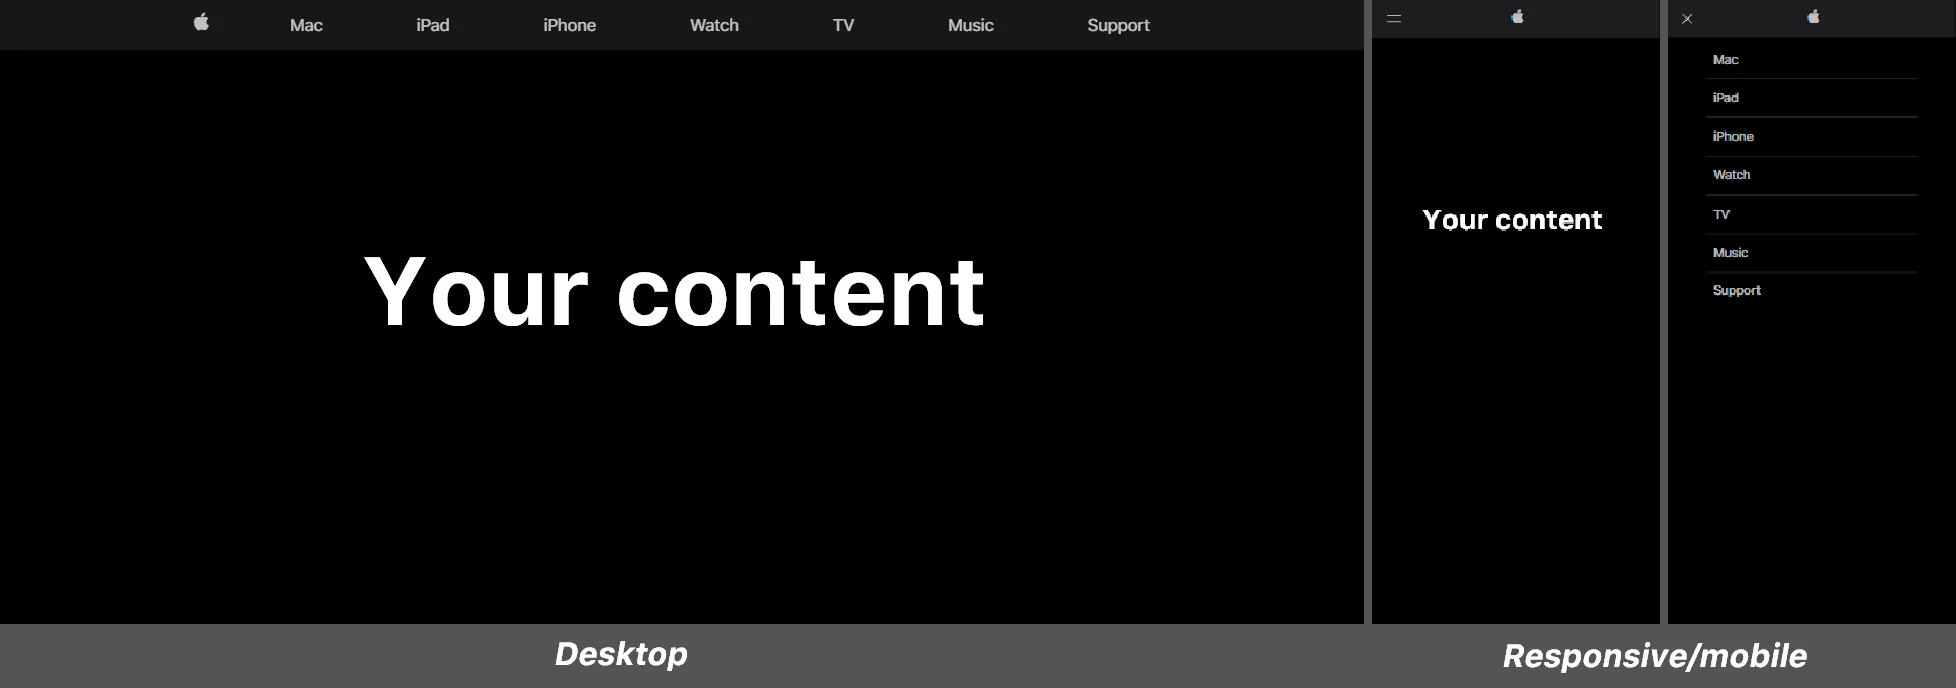 Mac iPad iPhone Watch TV Music Support
Your content
Desktop
Your content
Mac
iPad
iPhone
Watch
TV
Music
Support
Responsive/mobile